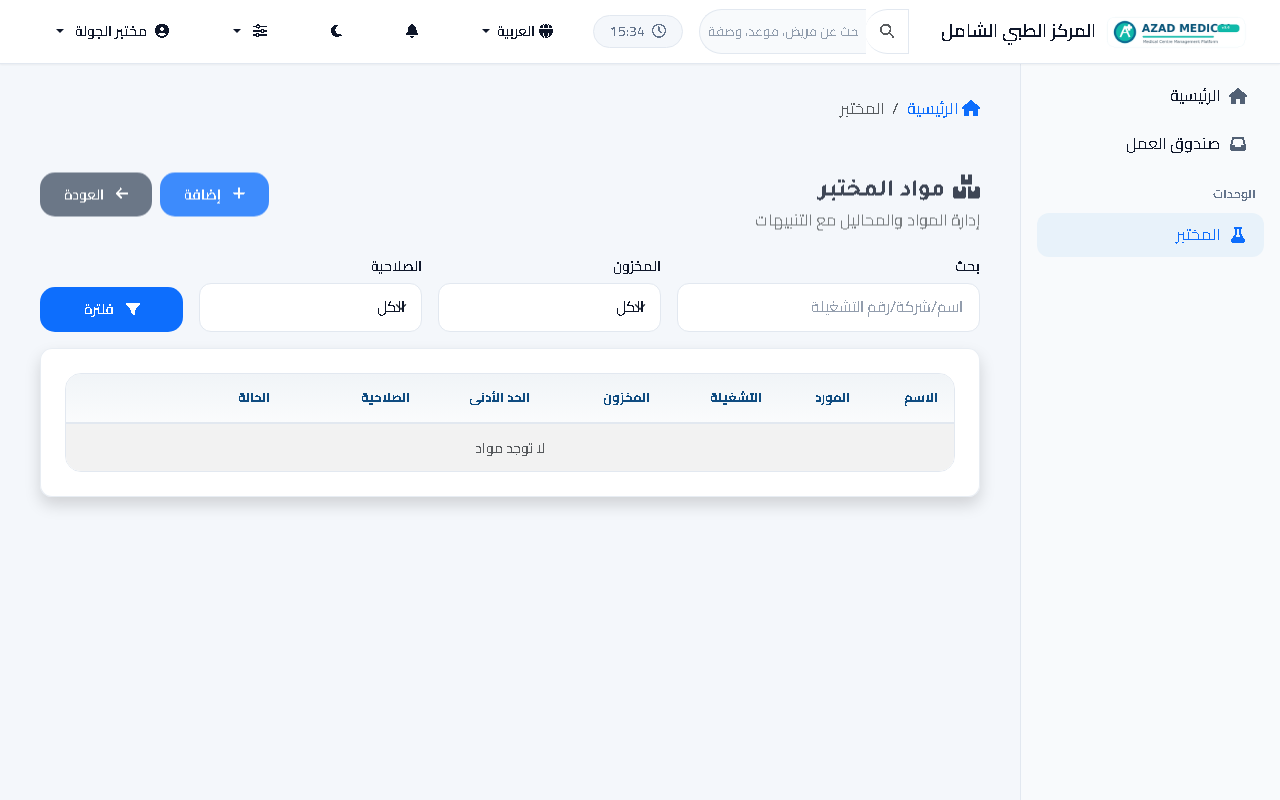 AZAD MEDIC
Medical Centre Management Platform
المركز الطبي الشامل
حث عن مريض، موعد، وصفة
15:34
العربية
مختبر الجولة
الرئيسية
صندوق العمل
الوحدات
المختبر
الرئيسية / المختبر
مواد المختبر
إدارة المواد والمحاليل مع التنبيهات
إضافة
العودة
بحث
المخزون
الصلاحية
اسم/شركة/رقم التشغيلة
الكل
الكل
فلترة
الاسم المورد التشغيلة المخزون الحد الأدنى الصلاحية الحالة
لا توجد مواد